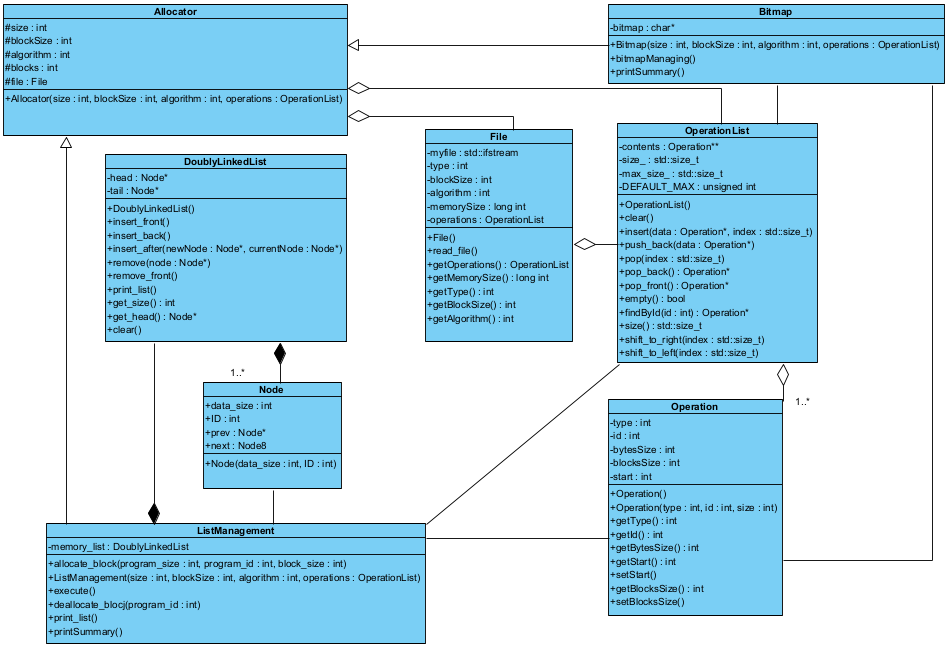 Allocator
#size : int
#blockSize : int
#algorithm : int
#blocks : int
#file : File
+Allocator(size : int, blockSize : int, algorithm : int, operations : OperationList)
Bitmap
-bitmap : char*
+Bitmap(size : int, blockSize : int, algorithm : int, operations : OperationList)
+bitmapManaging()
+printSummary()
DoublyLinkedList
-head : Node*
-tail : Node*
+DoublyLinkedList()
+insert_front()
+insert_back()
+insert_after(newNode : Node*, currentNode : Node*)
+remove(node : Node*)
+remove_front()
+print_list()
+get_size() : int
+get_head() : Node*
+clear()
File
-myfile : std::ifstream
-type : int
-blockSize : int
-algorithm : int
-memorySize : long int
-operations : OperationList
+File()
+read_file()
+getOperations() : OperationList
+getMemorySize() : long int
+getType() : int
+getBlockSize() : int
+getAlgorithm() : int
OperationList
-contents : Operation**
-size_ : std::size_t
-max_size_ : std::size_t
-DEFAULT_MAX : unsigned int
+OperationList()
+clear()
+insert(data : Operation*, index : std::size_t)
+push_back(data : Operation*)
+pop(index : std::size_t)
+pop_back() : Operation*
+pop_front() : Operation*
+empty() : bool
+findById(id : int) : Operation*
+size() : std::size_t
+shift_to_right(index : std::size_t)
+shift_to_left(index : std::size_t)
1..*
Node
+data_size : int
+ID : int
+prev : Node*
+next : Node8
+Node(data_size : int, ID : int)
1..*
Operation
-type : int
-id : int
-bytesSize : int
-blocksSize : int
-start : int
+Operation()
+Operation(type : int, id : int, size : int)
+getType() : int
+getId() : int
+getBytesSize() : int
+getStart() : int
+setStart()
+getBlocksSize() : int
+setBlocksSize()
ListManagement
-memory_list : DoublyLinkedList
+allocate_block(program_size : int, program_id : int, block_size : int)
+ListManagement(size : int, blockSize : int, algorithm : int, operations : OperationList)
+execute()
+deallocate_blocj(program_id : int)
+print_list()
+printSummary()